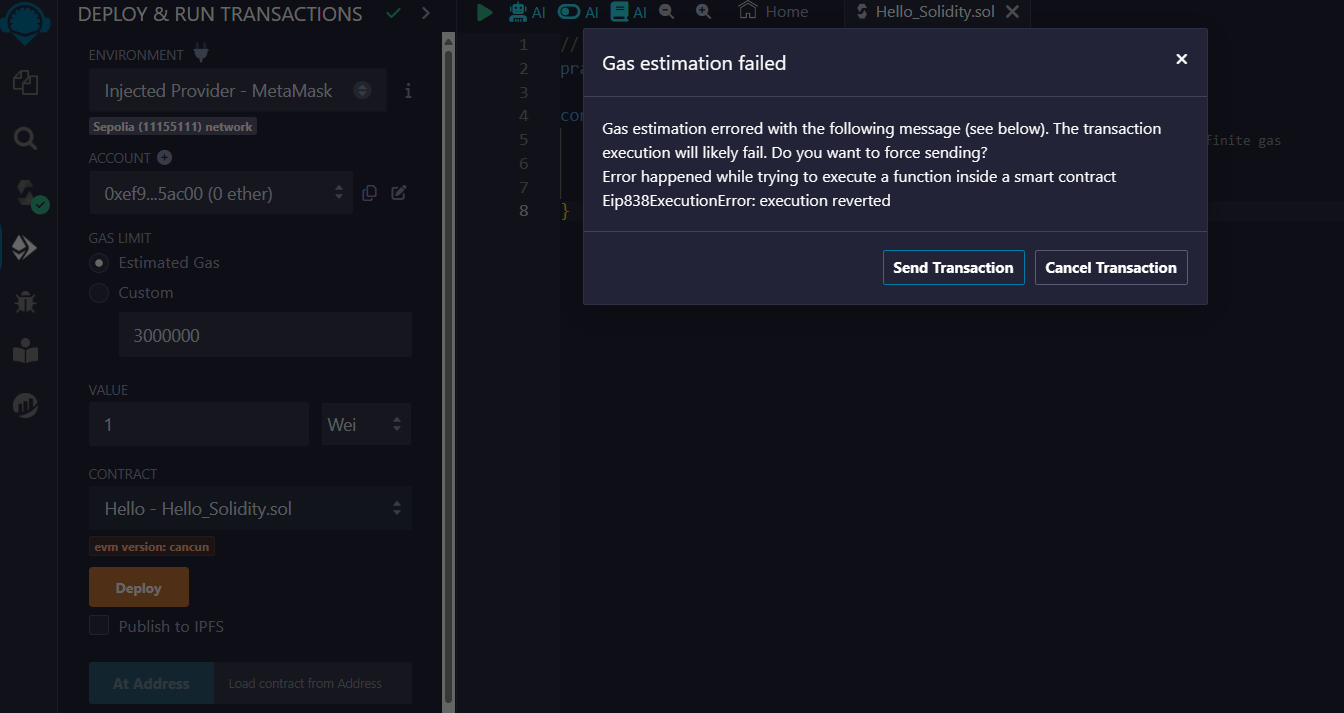 DEPLOY & RUN TRANSACTIONS
AI
AI
AI
Home
Hello_Solidity.sol
ENVIRONMENT
Injected Provider - MetaMask
i
Sepolia (11155111) network
ACCOUNT
0xef9...5ac00 (0 ether)
GAS LIMIT
Estimated Gas
Custom
3000000
VALUE
1
Wei
CONTRACT
Hello - Hello_Solidity.sol
evm version: cancun
Deploy
Publish to IPFS
At Address
Load contract from Address
1 //
2
3
4
5 finite gas
6
7
8 }
Gas estimation failed
Gas estimation errored with the following message (see below). The transaction
execution will likely fail. Do you want to force sending?
Error happened while trying to execute a function inside a smart contract
Eip838ExecutionError: execution reverted
Send Transaction
Cancel Transaction